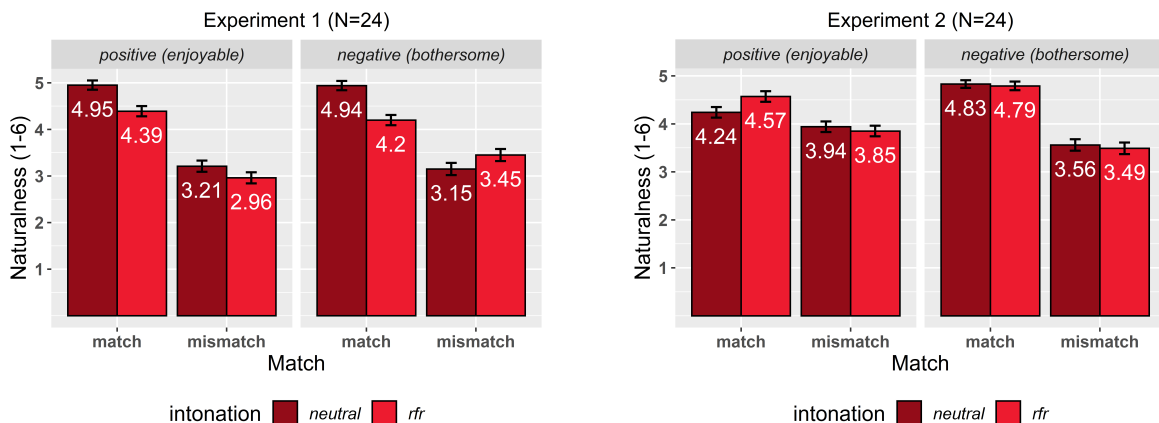 Experiment 1 (N=24)
positive (enjoyable) negative (bothersome)
Naturalness (1-6)
5
4
3
2
1
4.95 4.39 3.21 2.96 4.94 4.2 3.15 3.45
match mismatch match mismatch
Match
intonation neutral rfr
Experiment 2 (N=24)
positive (enjoyable) negative (bothersome)
Naturalness (1-6)
5
4
3
2
1
4.24 4.57 3.94 3.85 4.83 4.79 3.56 3.49
match mismatch match mismatch
Match
intonation neutral rfr